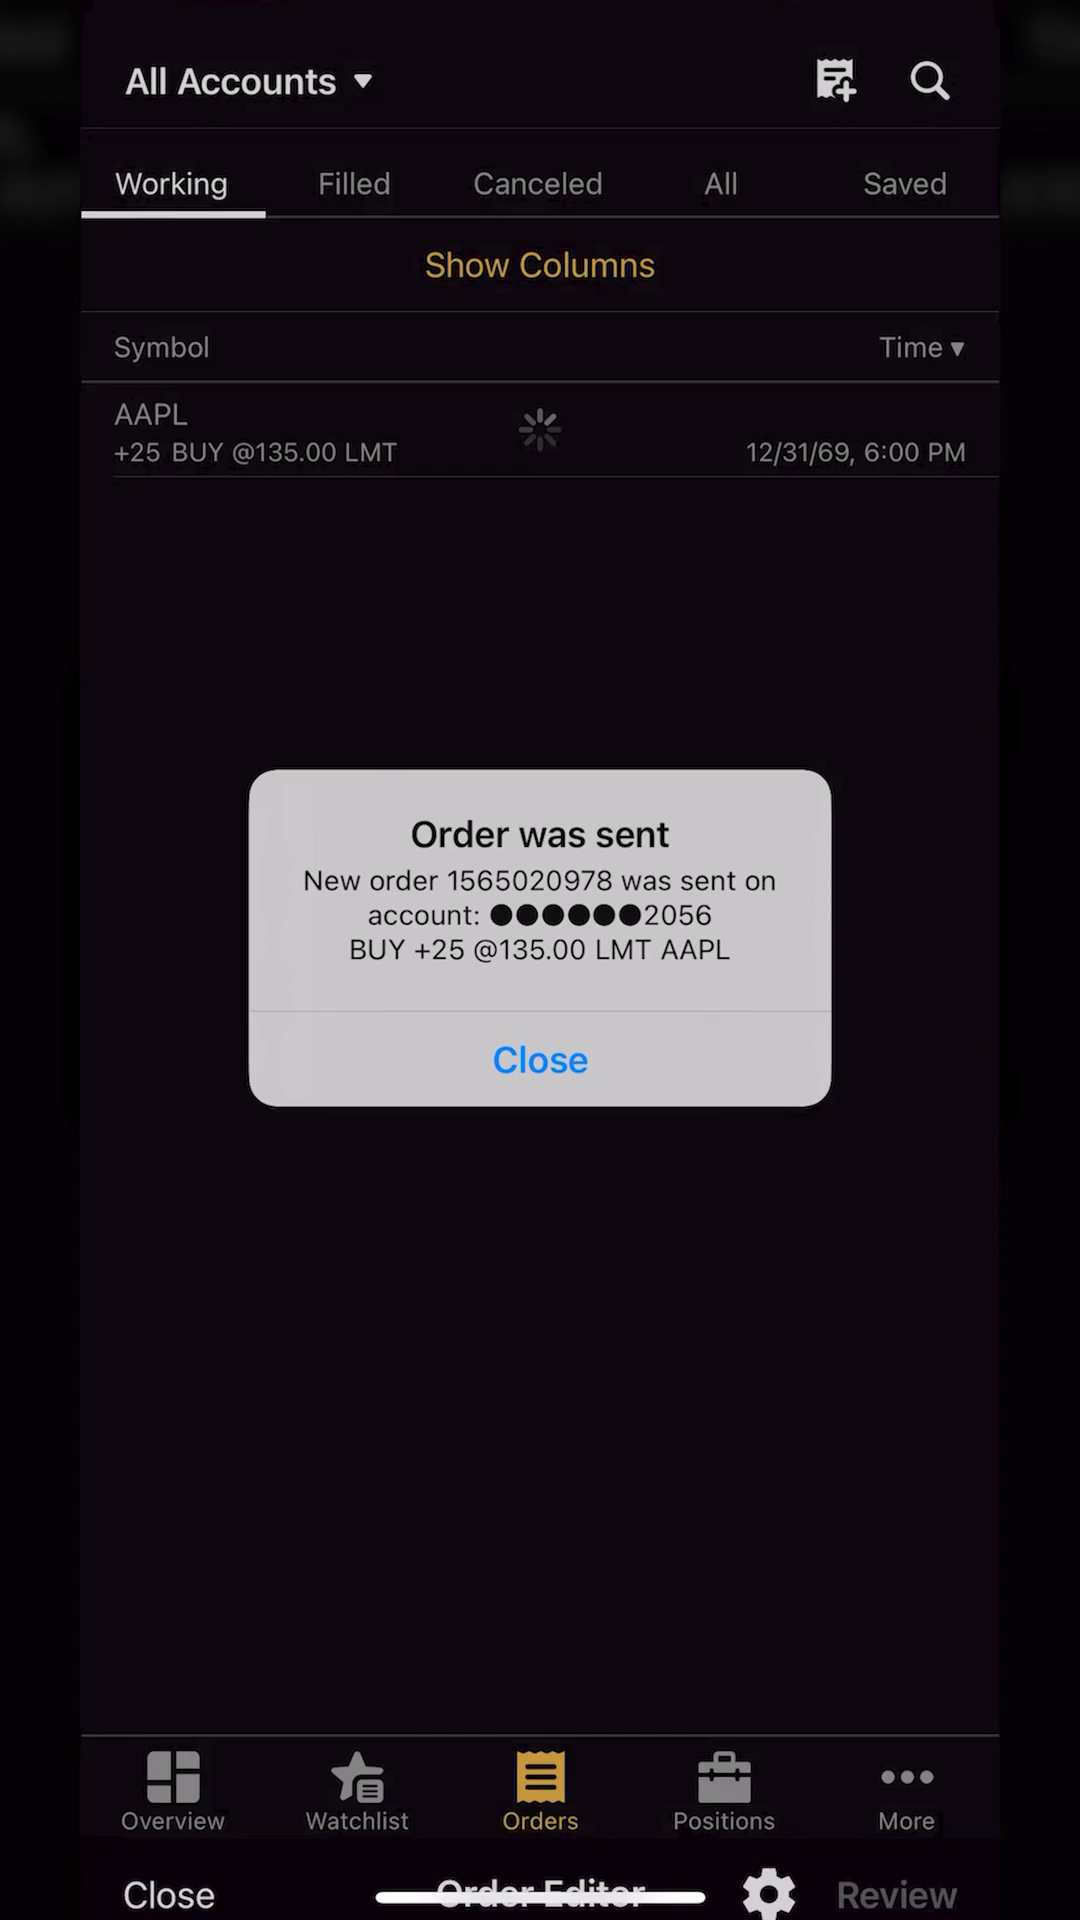 All Accounts ▼
Working Filled Canceled All Saved
Show Columns
Symbol Time ▼
AAPL
+25 BUY @135.00 LMT 12/31/69, 6:00 PM
Order was sent
New order 1565020978 was sent on
account: ●●●●●●2056
BUY +25 @135.00 LMT AAPL
Close
Overview Watchlist Orders Positions More
Close Order Editor Review